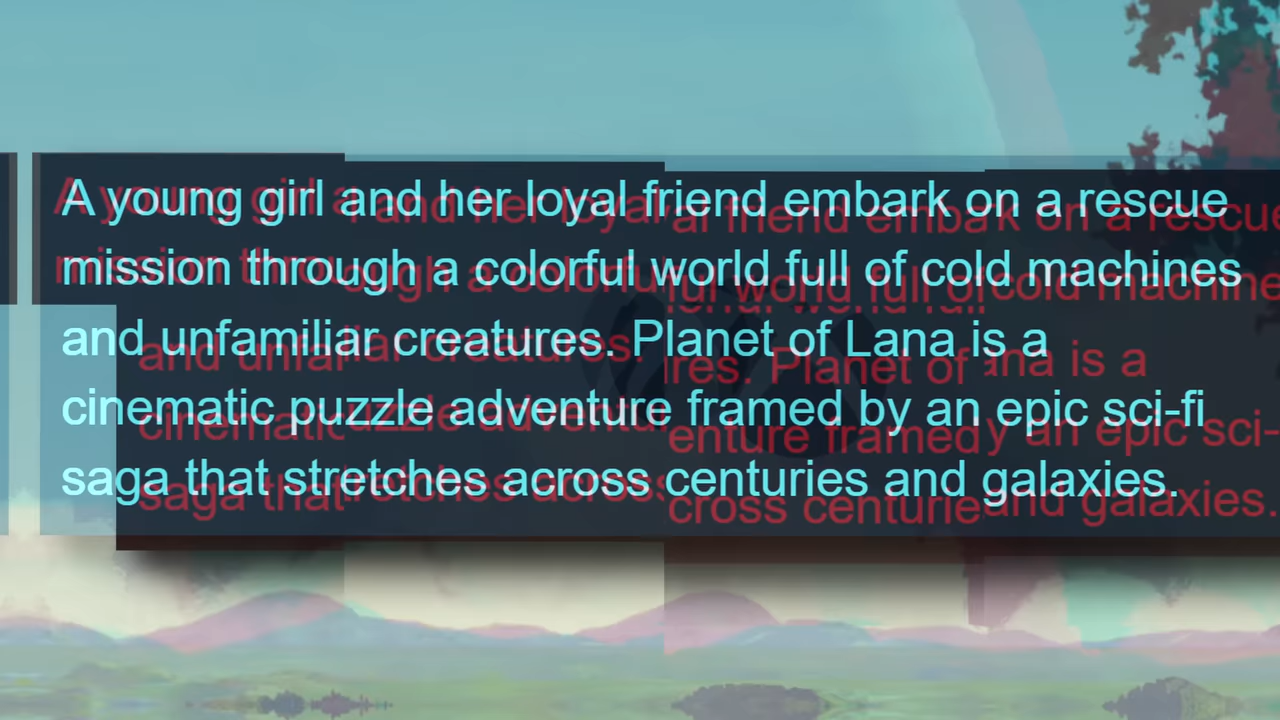 A young girl and her loyal friend embark on a rescue
mission through a colorful world full of cold machines
and unfamiliar creatures. Planet of Lana is a
cinematic puzzle adventure framed by an epic sci-fi
saga that stretches across centuries and galaxies.